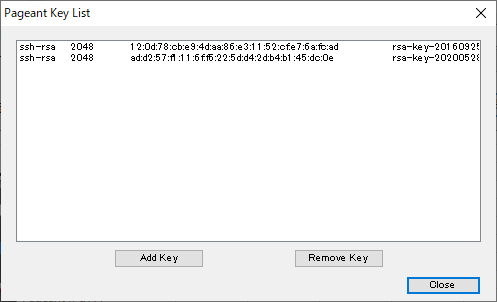 Pageant Key List
ssh-rsa 2048 12:0d:78:cb:e9:4d:aa:86:e3:11:52:cf:e7:6a:fc:ad rsa-key-20160925
ssh-rsa 2048 ad:d2:57:f1:11:6f:f6:22:5d:d4:2d:b4:b1:45:dc:0e rsa-key-20200528
Add Key Remove Key
Close